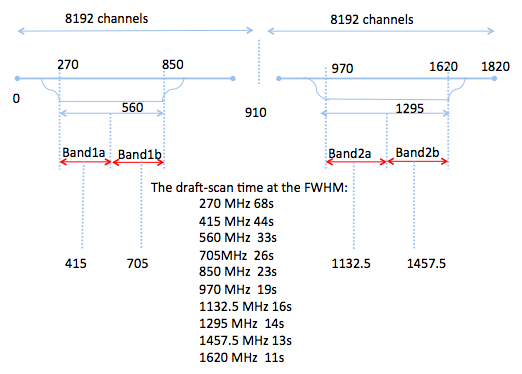 8192 channels
8192 channels
270
850
970
1620
1820
0
560
910
1295
Band1a
Band1b
Band2a
Band2b
The draft-scan time at the FWHM:
270 MHz 68s
415 MHz 44s
560 MHz 33s
705MHz 26s
850 MHz 23s
970 MHz 19s
1132.5 MHz 16s
1295 MHz 14s
1457.5 MHz 13s
1620 MHz 11s
415
705
1132.5
1457.5